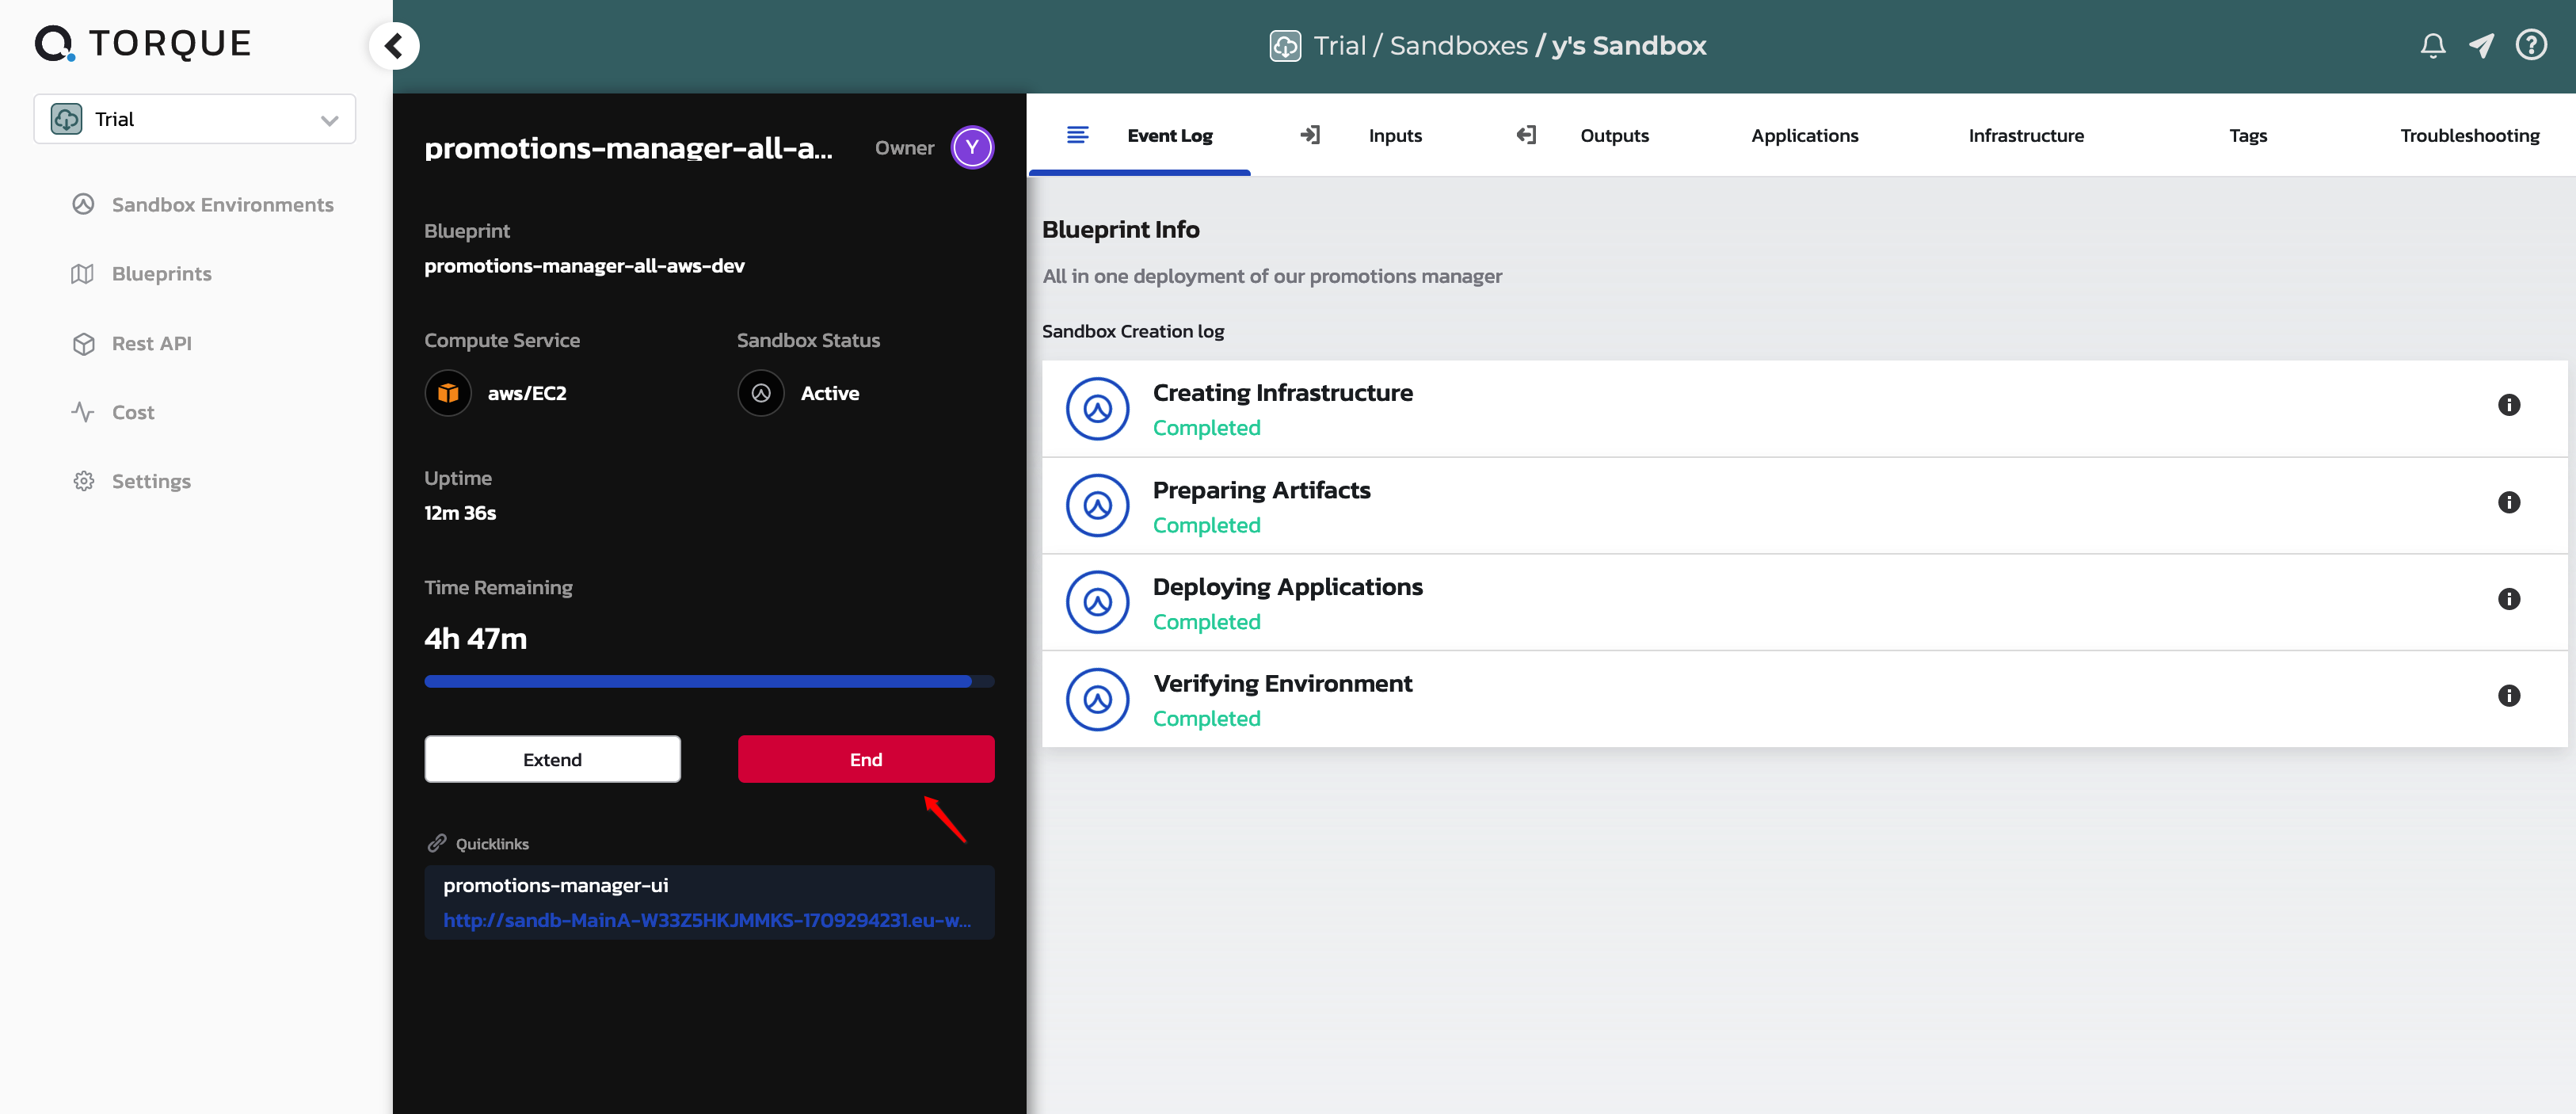 TORQUE
Trial / Sandboxes / y's Sandbox
Trial
Sandbox Environments
Blueprints
Rest API
Cost
Settings
promotions-manager-all-a...
Owner
Y
Blueprint
promotions-manager-all-aws-dev
Compute Service
Sandbox Status
aws/EC2
Active
Uptime
12m 36s
Time Remaining
4h 47m
Extend
End
Quicklinks
promotions-manager-ui
http://sandb-MainA-W33Z5HKJMMKS-1709294231.eu-w...
Event Log
Inputs
Outputs
Applications
Infrastructure
Tags
Troubleshooting
Blueprint Info
All in one deployment of our promotions manager
Sandbox Creation log
Creating Infrastructure
Completed
Preparing Artifacts
Completed
Deploying Applications
Completed
Verifying Environment
Completed